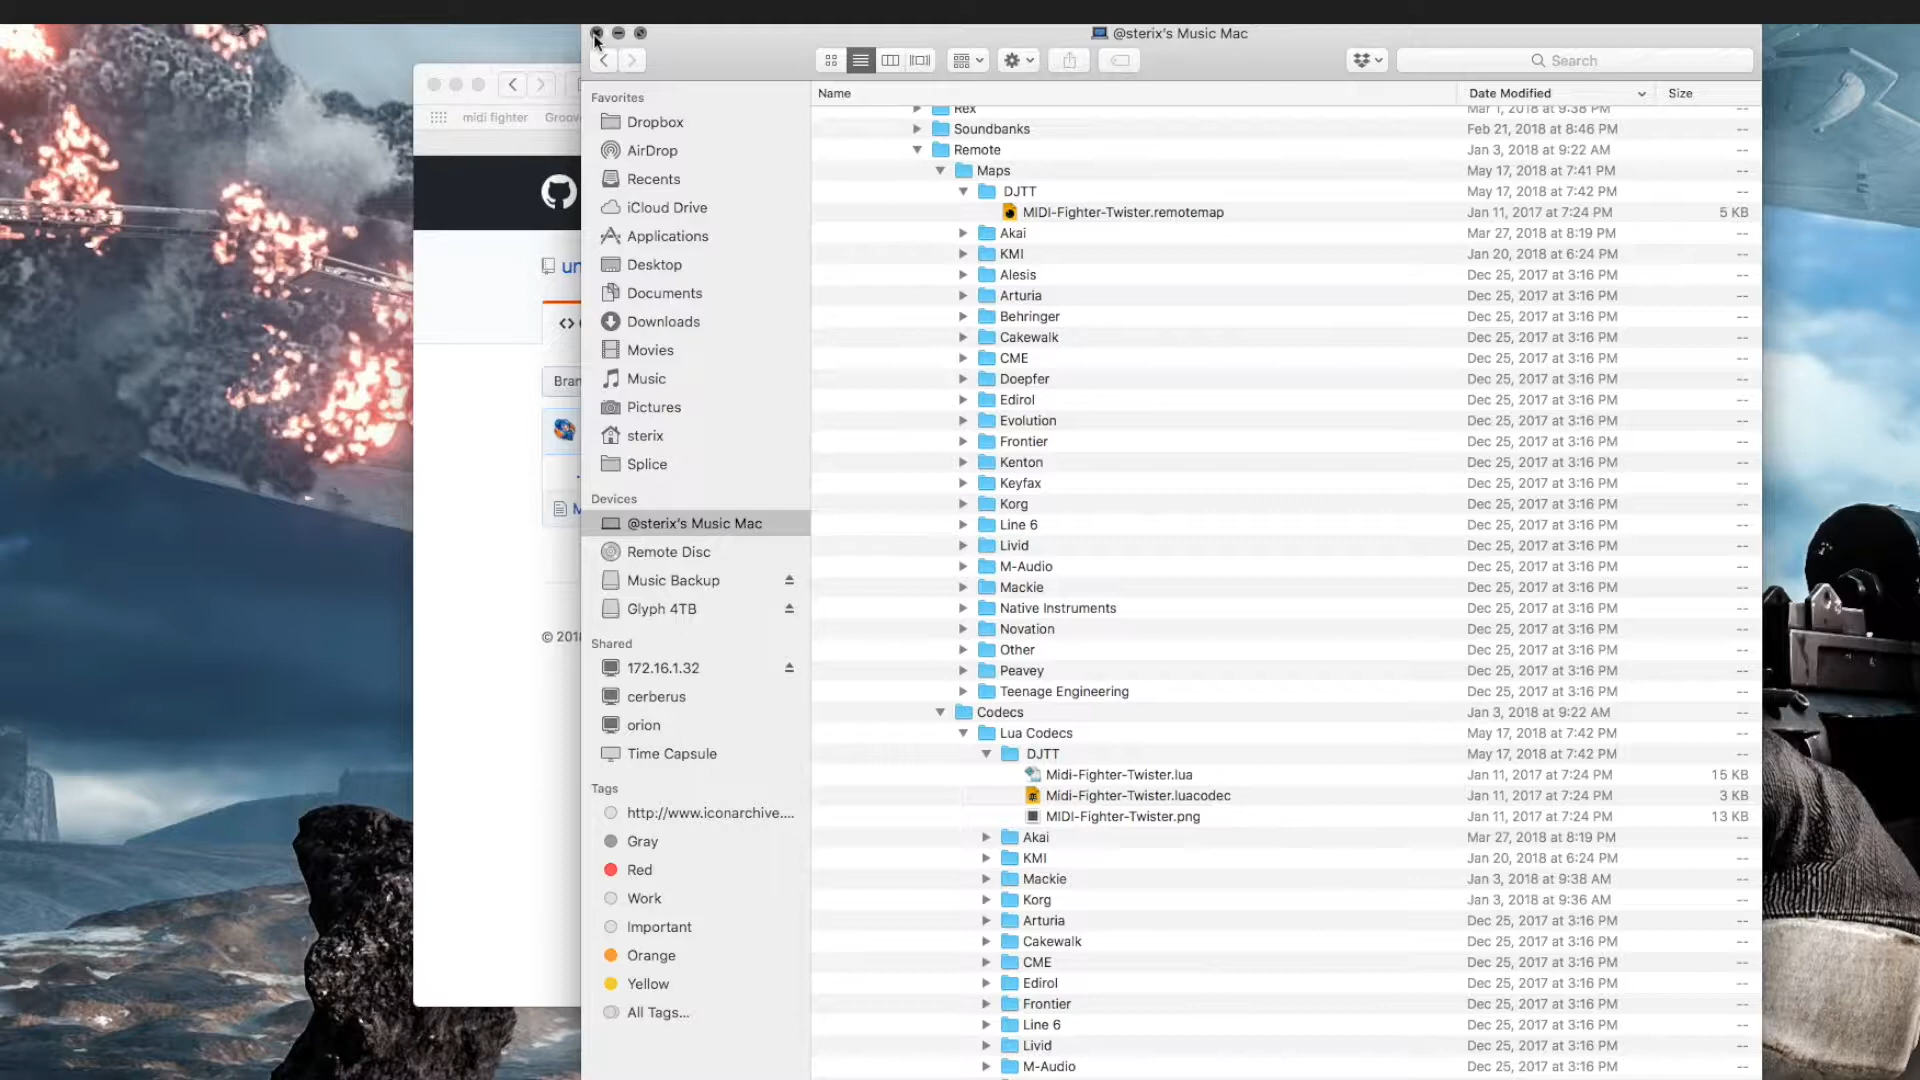 @sterix's Music Mac
Search
midi fighter
Groov
un
Bran
M
© 201
Favorites
Dropbox
AirDrop
Recents
iCloud Drive
Applications
Desktop
Documents
Downloads
Movies
Music
Pictures
sterix
Splice
Devices
@sterix's Music Mac
Remote Disc
Music Backup
Glyph 4TB
Shared
172.16.1.32
cerberus
orion
Time Capsule
Tags
http://www.iconarchive....
Gray
Red
Work
Important
Orange
Yellow
All Tags...
Name Date Modified Size
Rex Mar 1, 2018 at 9:38 PM --
Soundbanks Feb 21, 2018 at 8:46 PM --
Remote Jan 3, 2018 at 9:22 AM --
Maps May 17, 2018 at 7:41 PM --
DJTT May 17, 2018 at 7:42 PM --
MIDI-Fighter-Twister.remotemap Jan 11, 2017 at 7:24 PM 5 KB
Akai Mar 27, 2018 at 8:19 PM --
KMI Jan 20, 2018 at 6:24 PM --
Alesis Dec 25, 2017 at 3:16 PM --
Arturia Dec 25, 2017 at 3:16 PM --
Behringer Dec 25, 2017 at 3:16 PM --
Cakewalk Dec 25, 2017 at 3:16 PM --
CME Dec 25, 2017 at 3:16 PM --
Doepfer Dec 25, 2017 at 3:16 PM --
Edirol Dec 25, 2017 at 3:16 PM --
Evolution Dec 25, 2017 at 3:16 PM --
Frontier Dec 25, 2017 at 3:16 PM --
Kenton Dec 25, 2017 at 3:16 PM --
Keyfax Dec 25, 2017 at 3:16 PM --
Korg Dec 25, 2017 at 3:16 PM --
Line 6 Dec 25, 2017 at 3:16 PM --
Livid Dec 25, 2017 at 3:16 PM --
M-Audio Dec 25, 2017 at 3:16 PM --
Mackie Dec 25, 2017 at 3:16 PM --
Native Instruments Dec 25, 2017 at 3:16 PM --
Novation Dec 25, 2017 at 3:16 PM --
Other Dec 25, 2017 at 3:16 PM --
Peavey Dec 25, 2017 at 3:16 PM --
Teenage Engineering Dec 25, 2017 at 3:16 PM --
Codecs Jan 3, 2018 at 9:22 AM --
Lua Codecs May 17, 2018 at 7:42 PM --
DJTT May 17, 2018 at 7:42 PM --
Midi-Fighter-Twister.lua Jan 11, 2017 at 7:24 PM 15 KB
Midi-Fighter-Twister.luacodec Jan 11, 2017 at 7:24 PM 3 KB
MIDI-Fighter-Twister.png Jan 11, 2017 at 7:24 PM 13 KB
Akai Mar 27, 2018 at 8:19 PM --
KMI Jan 20, 2018 at 6:24 PM --
Mackie Jan 3, 2018 at 9:38 AM --
Korg Jan 3, 2018 at 9:36 AM --
Arturia Dec 25, 2017 at 3:16 PM --
Cakewalk Dec 25, 2017 at 3:16 PM --
CME Dec 25, 2017 at 3:16 PM --
Edirol Dec 25, 2017 at 3:16 PM --
Frontier Dec 25, 2017 at 3:16 PM --
Line 6 Dec 25, 2017 at 3:16 PM --
Livid Dec 25, 2017 at 3:16 PM --
M-Audio Dec 25, 2017 at 3:16 PM --